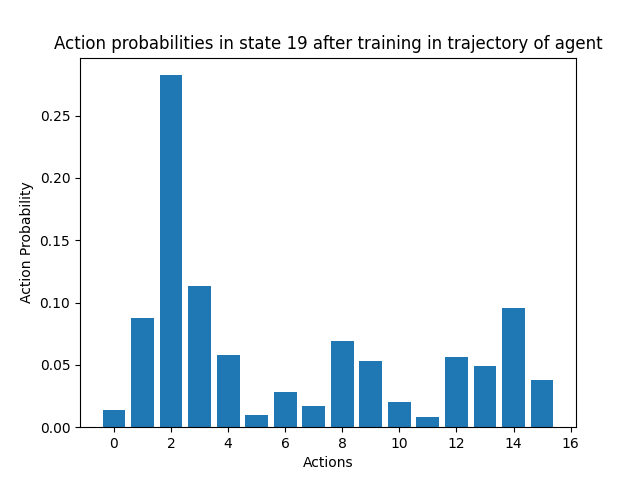 Action probabilities in state 19 after training in trajectory of agent
0.25
0.20
0.15
0.10
0.05
0.00
Action Probability
0 2 4 6 8 10 12 14 16
Actions